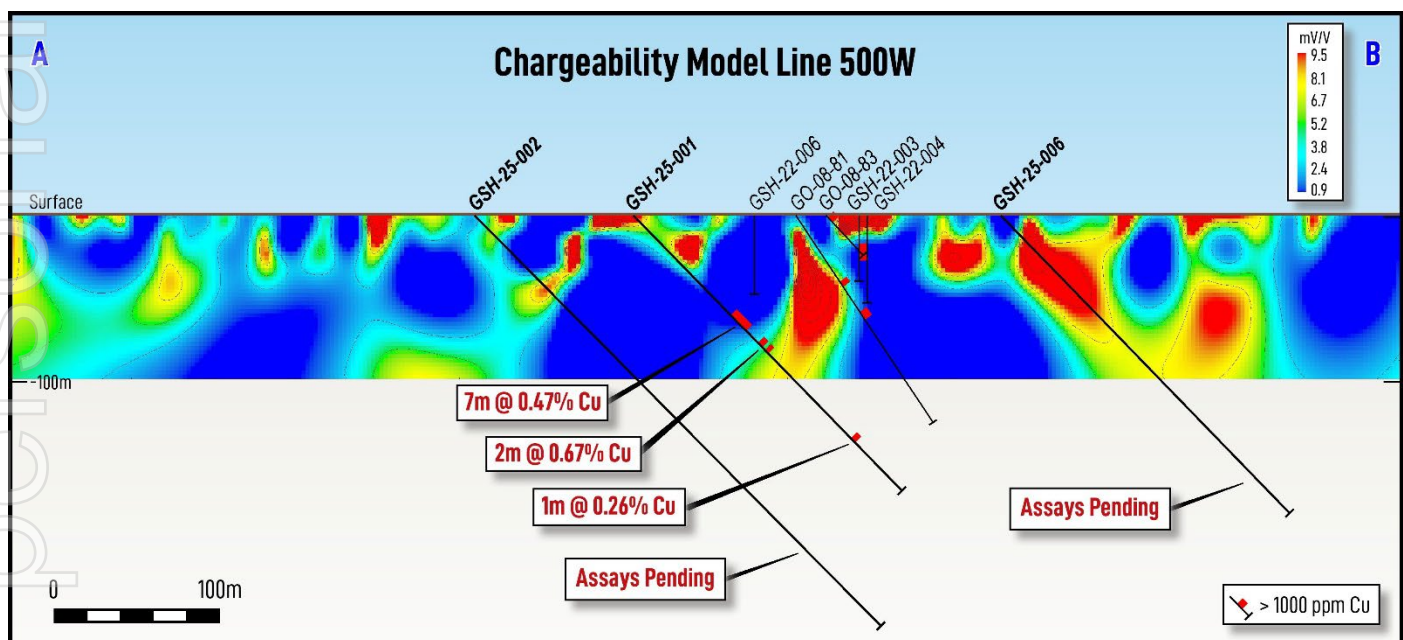 A
Chargeability Model Line 500W
B
mV/V
9.5
8.1
6.7
5.2
3.8
2.4
0.9
GSH-25-002
GSH-25-001
GSH-22-006
GO-08-81
GO-08-83
GSH-22-003
GSH-22-004
GSH-25-006
Surface
-100m
7m @ 0.47% Cu
2m @ 0.67% Cu
1m @ 0.26% Cu
Assays Pending
Assays Pending
0 100m
> 1000 ppm Cu
personal